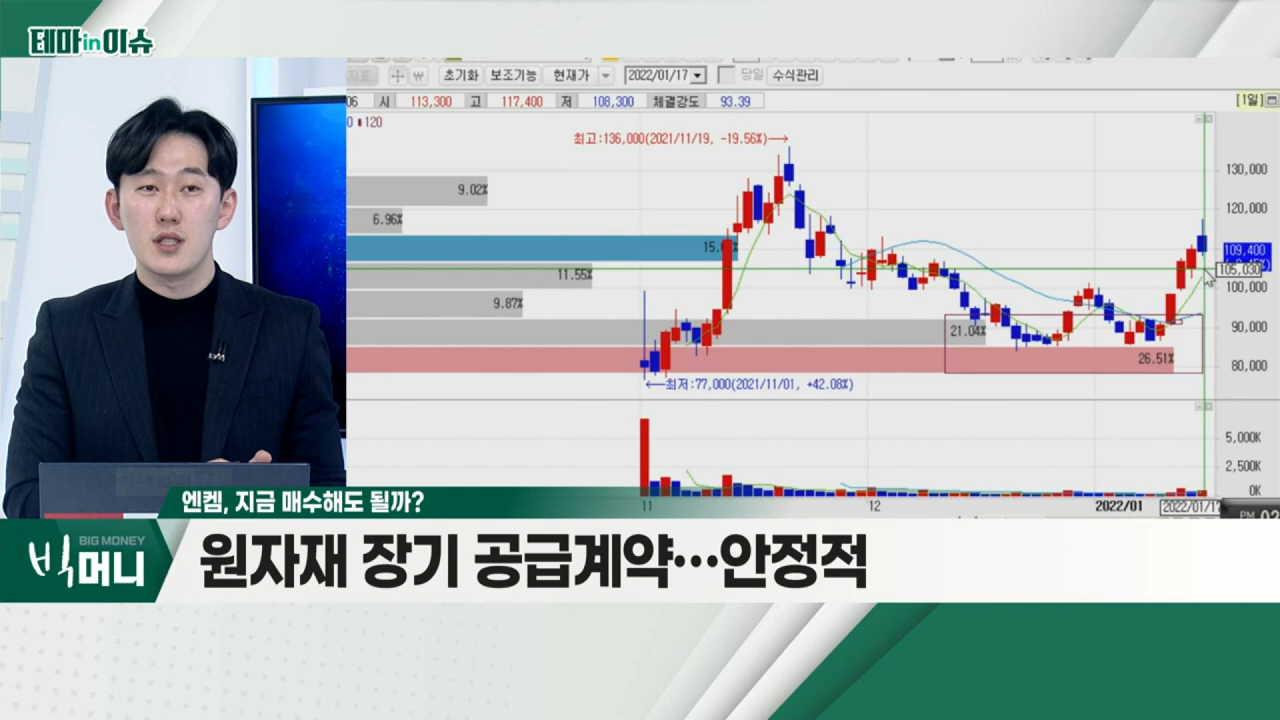 테마in이슈
지표 초기화 보조기능 현재가 2022/01/17 당일 수식관리
06 시 113,300 고 117,400 저 108,300 체결강도 93.39 [1일]
0 120
최고:136,000(2021/11/19, -19.56%)
130,000
9.02%
120,000
6.96%
109,400
105,030
11.55%
100,000
9.87%
90,000
21.04%
26.51%
80,000
최저:77,000(2021/11/01, +42.08%)
5,000K
2,500K
0K
11 12 2022/01
엔켐, 지금 매수해도 될까?
BIG MONEY
빅머니
원자재 장기 공급계약…안정적